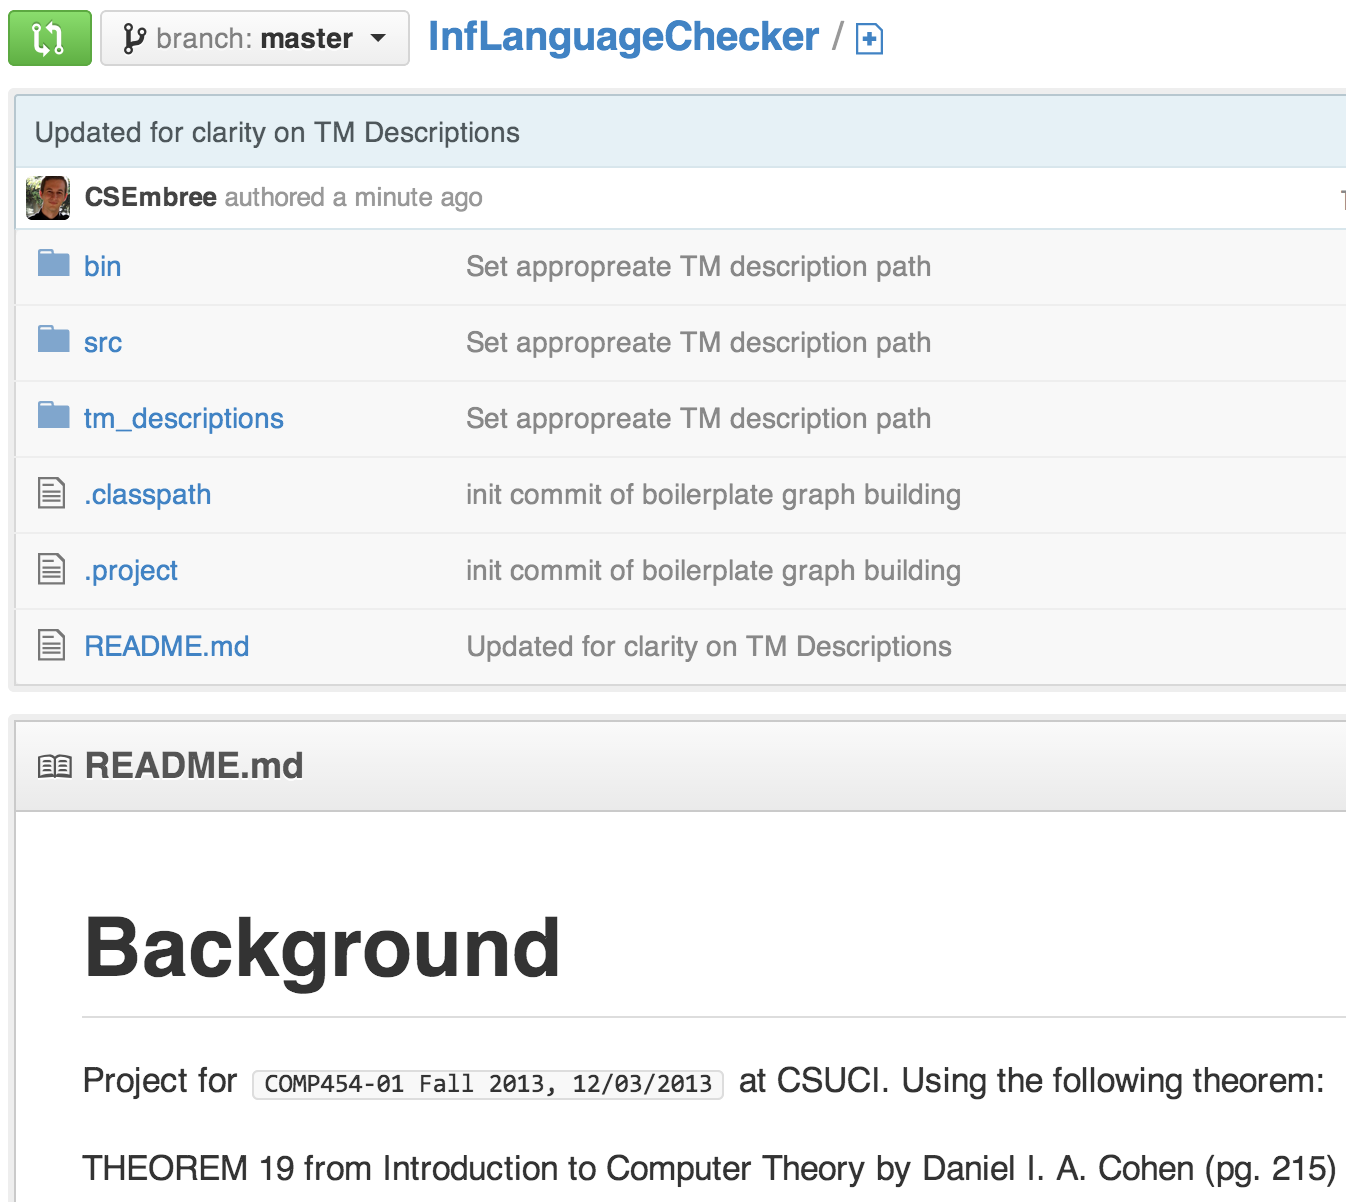 branch: master
InfLanguageChecker /
Updated for clarity on TM Descriptions
CSEmbree authored a minute ago
bin Set appropreate TM description path
src Set appropreate TM description path
tm_descriptions Set appropreate TM description path
.classpath init commit of boilerplate graph building
.project init commit of boilerplate graph building
README.md Updated for clarity on TM Descriptions
README.md
Background
Project for COMP454-01 Fall 2013, 12/03/2013 at CSUCI. Using the following theorem:
THEOREM 19 from Introduction to Computer Theory by Daniel I. A. Cohen (pg. 215)